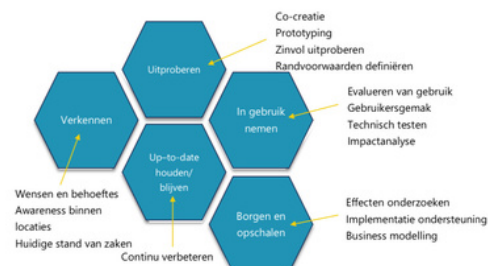 Co-creatie
Prototyping
Zinvol uitproberen
Randvoorwaarden definiëren
Uitproberen
Evalueren van gebruik
Gebruikersgemak
Technisch testen
Impactanalyse
In gebruik
nemen
Verkennen
Up-to-date
houden/
blijven
Wensen en behoeftes
Awareness binnen
locaties
Huidige stand van zaken
Continu verbeteren
Borgen en
opschalen
Effecten onderzoeken
Implementatie ondersteuning
Business modelling